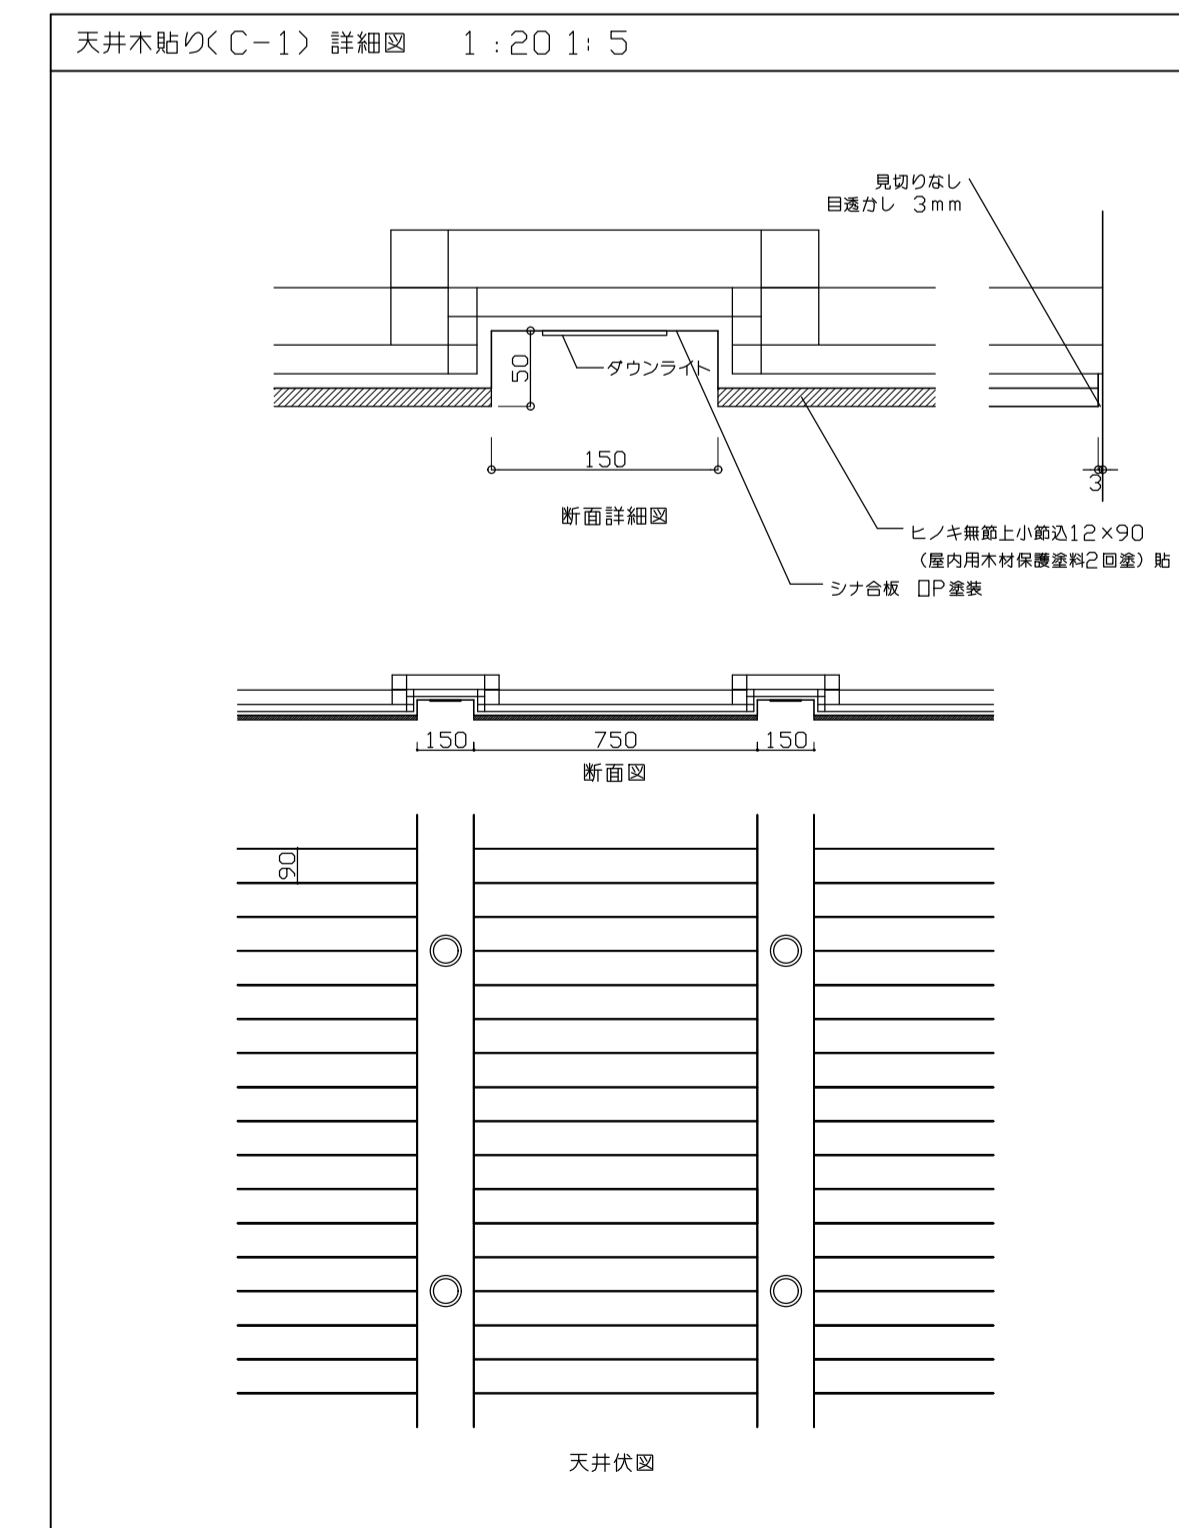 天井木貼り(C-1) 詳細図 1:20 1:5
見切りなし
目透かし 3mm
50
ダウンライト
150
3
断面詳細図
ヒノキ無節上小節込12×90
(屋内用木材保護塗料2回塗)貼
シナ合板 OP塗装
150 750 150
断面図
90
天井伏図